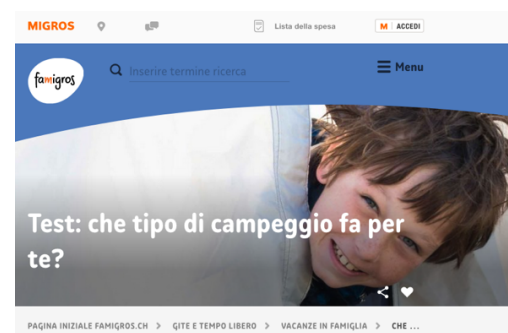 MIGROS
Lista della spesa
M ACCEDI
famigros
Inserire termine ricerca
Menu
Test: che tipo di campeggio fa per
te?
PAGINA INIZIALE FAMIGROS.CH > GITE E TEMPO LIBERO > VACANZE IN FAMIGLIA > CHE ...